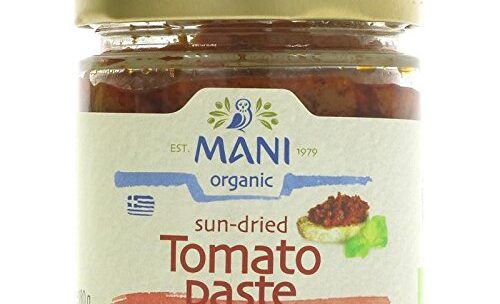 EST. MANI 1979
organic
sun-dried
Tomato
paste